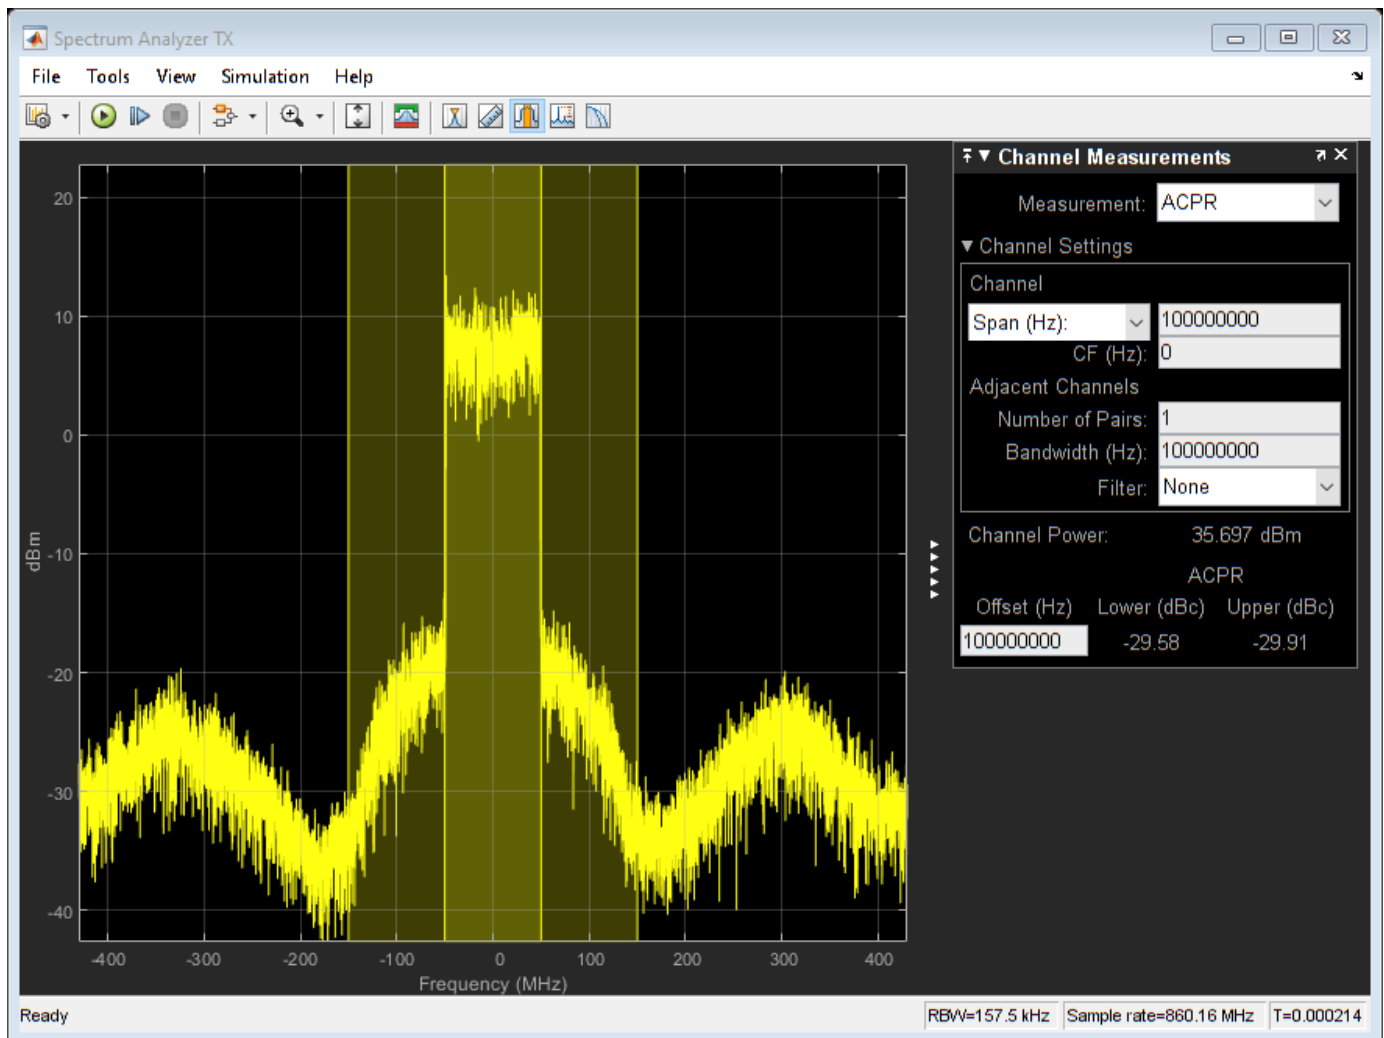 Spectrum Analyzer TX
File Tools View Simulation Help
Channel Measurements
Measurement: ACPR
Channel Settings
Channel
Span (Hz): 100000000
CF (Hz): 0
Adjacent Channels
Number of Pairs: 1
Bandwidth (Hz): 100000000
Filter: None
Channel Power: 35.697 dBm
ACPR
Offset (Hz) Lower (dBc) Upper (dBc)
100000000 -29.58 -29.91
20
10
0
-10
-20
-30
-40
dBm
-400 -300 -200 -100 0 100 200 300 400
Frequency (MHz)
Ready RBW=157.5 kHz Sample rate=860.16 MHz T=0.000214